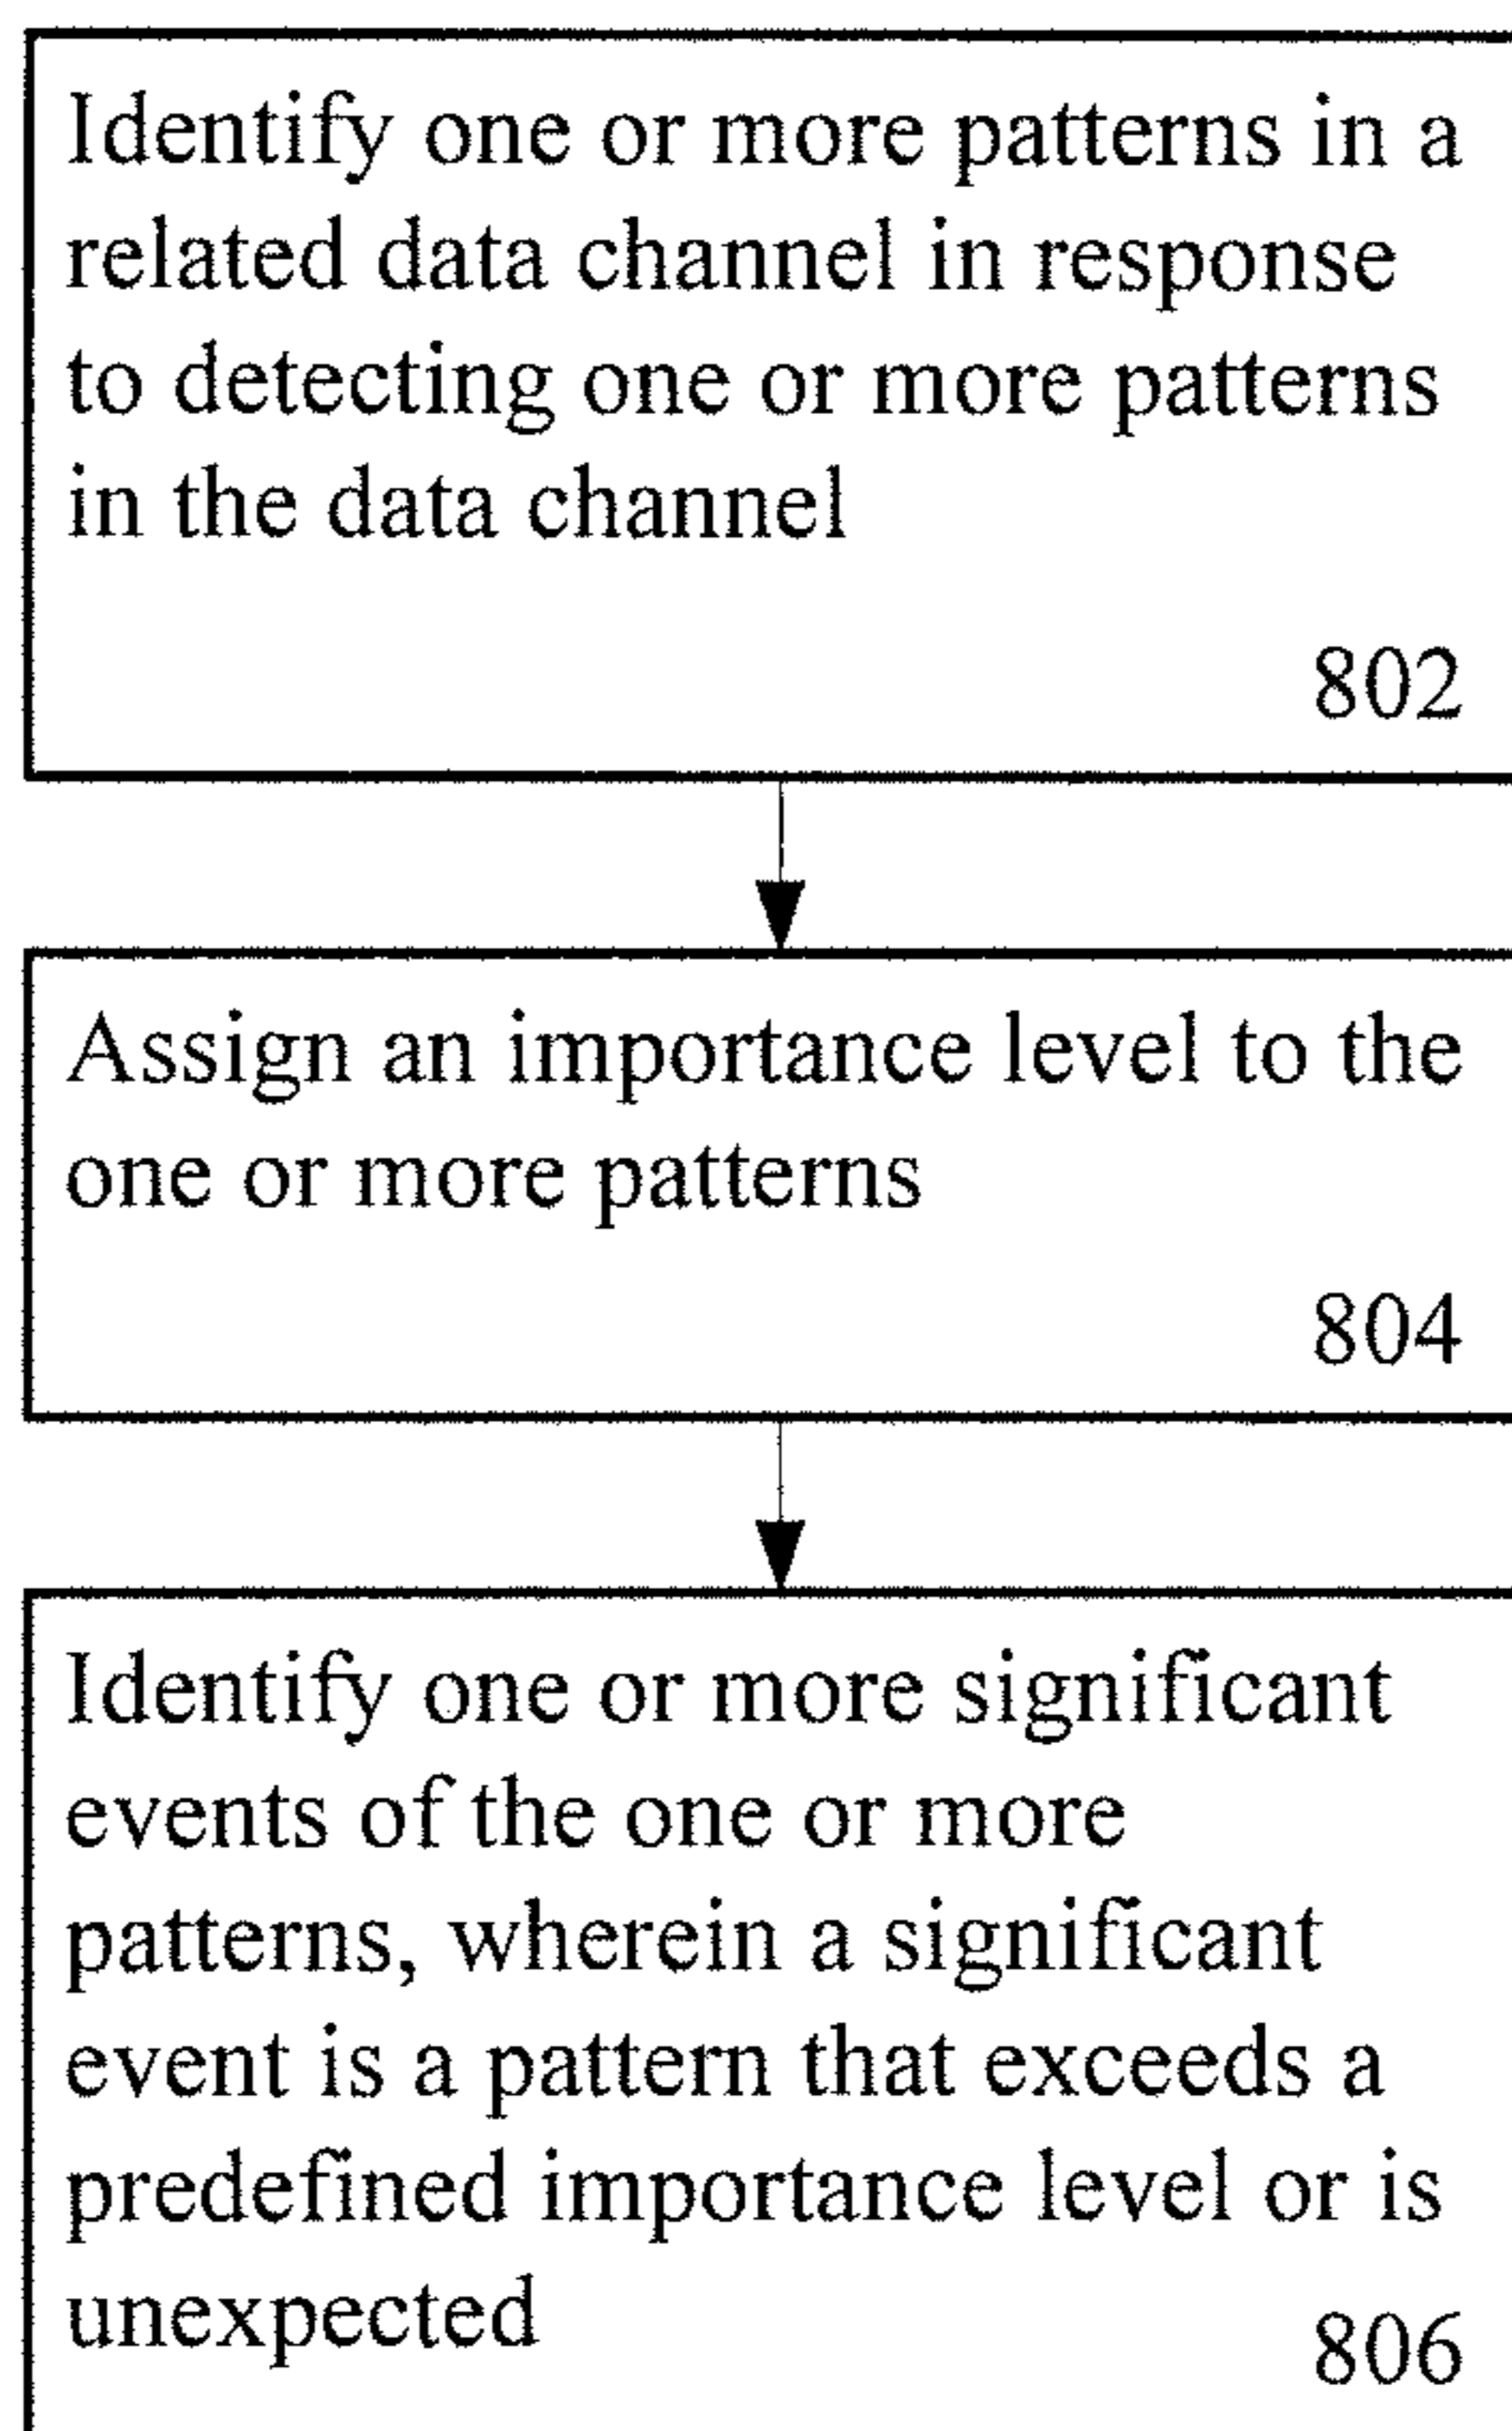 Identify one or more patterns in a
related data channel in response
to detecting one or more patterns
in the data channel
802
Assign an importance level to the
one or more patterns
804
Identify one or more significant
events of the one or more
patterns, wherein a significant
event is a pattern that exceeds a
predefined importance level or is
unexpected
806